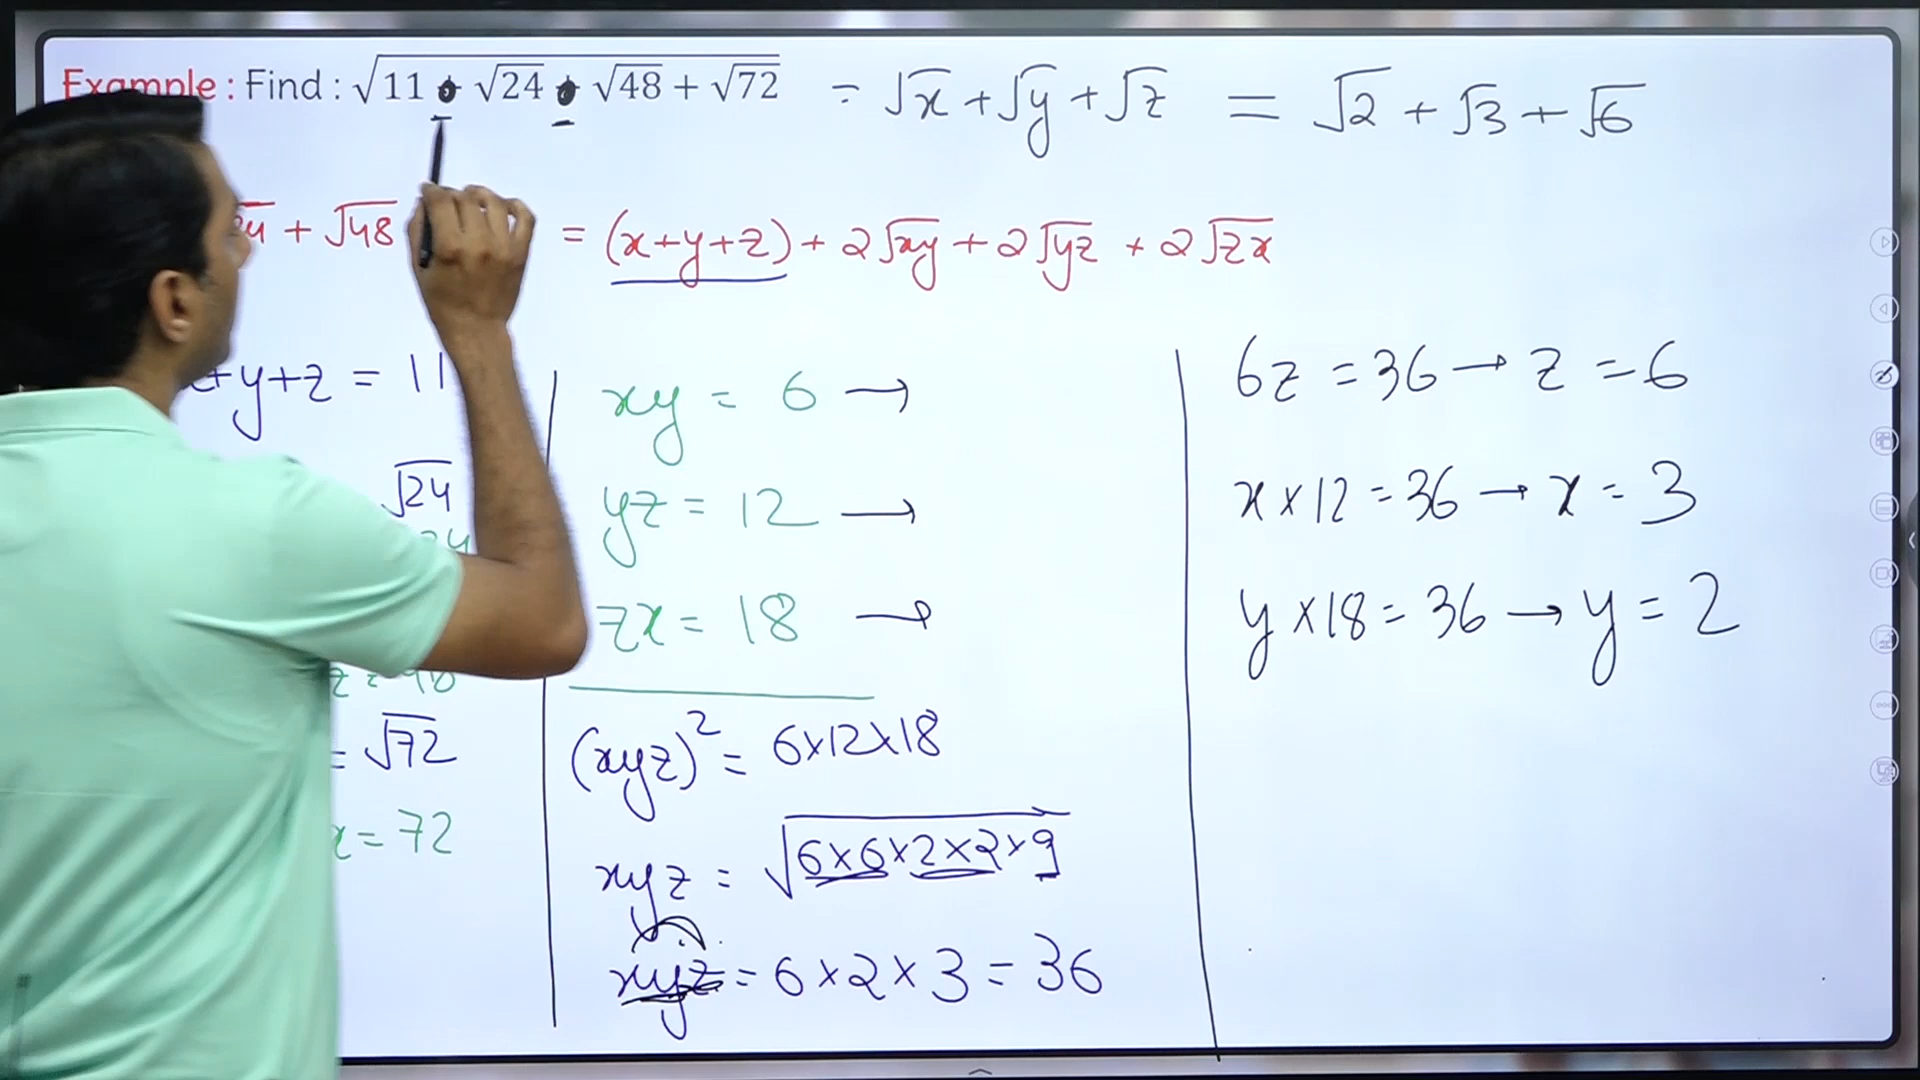 Example : Find : √(11 • √24 • √48 + √72) = √x + √y + √z = √2 + √3 + √6
+ √48 = (x+y+z) + 2√xy + 2√yz + 2√zx
+y+z = 11
√24
= √72
x = 72
xy = 6 →
yz = 12 →
zx = 18 →
(xyz)² = 6×12×18
xyz = √(6×6×2×2×9)
xyz = 6×2×3 = 36
6z = 36 → z = 6
x×12 = 36 → x = 3
y×18 = 36 → y = 2